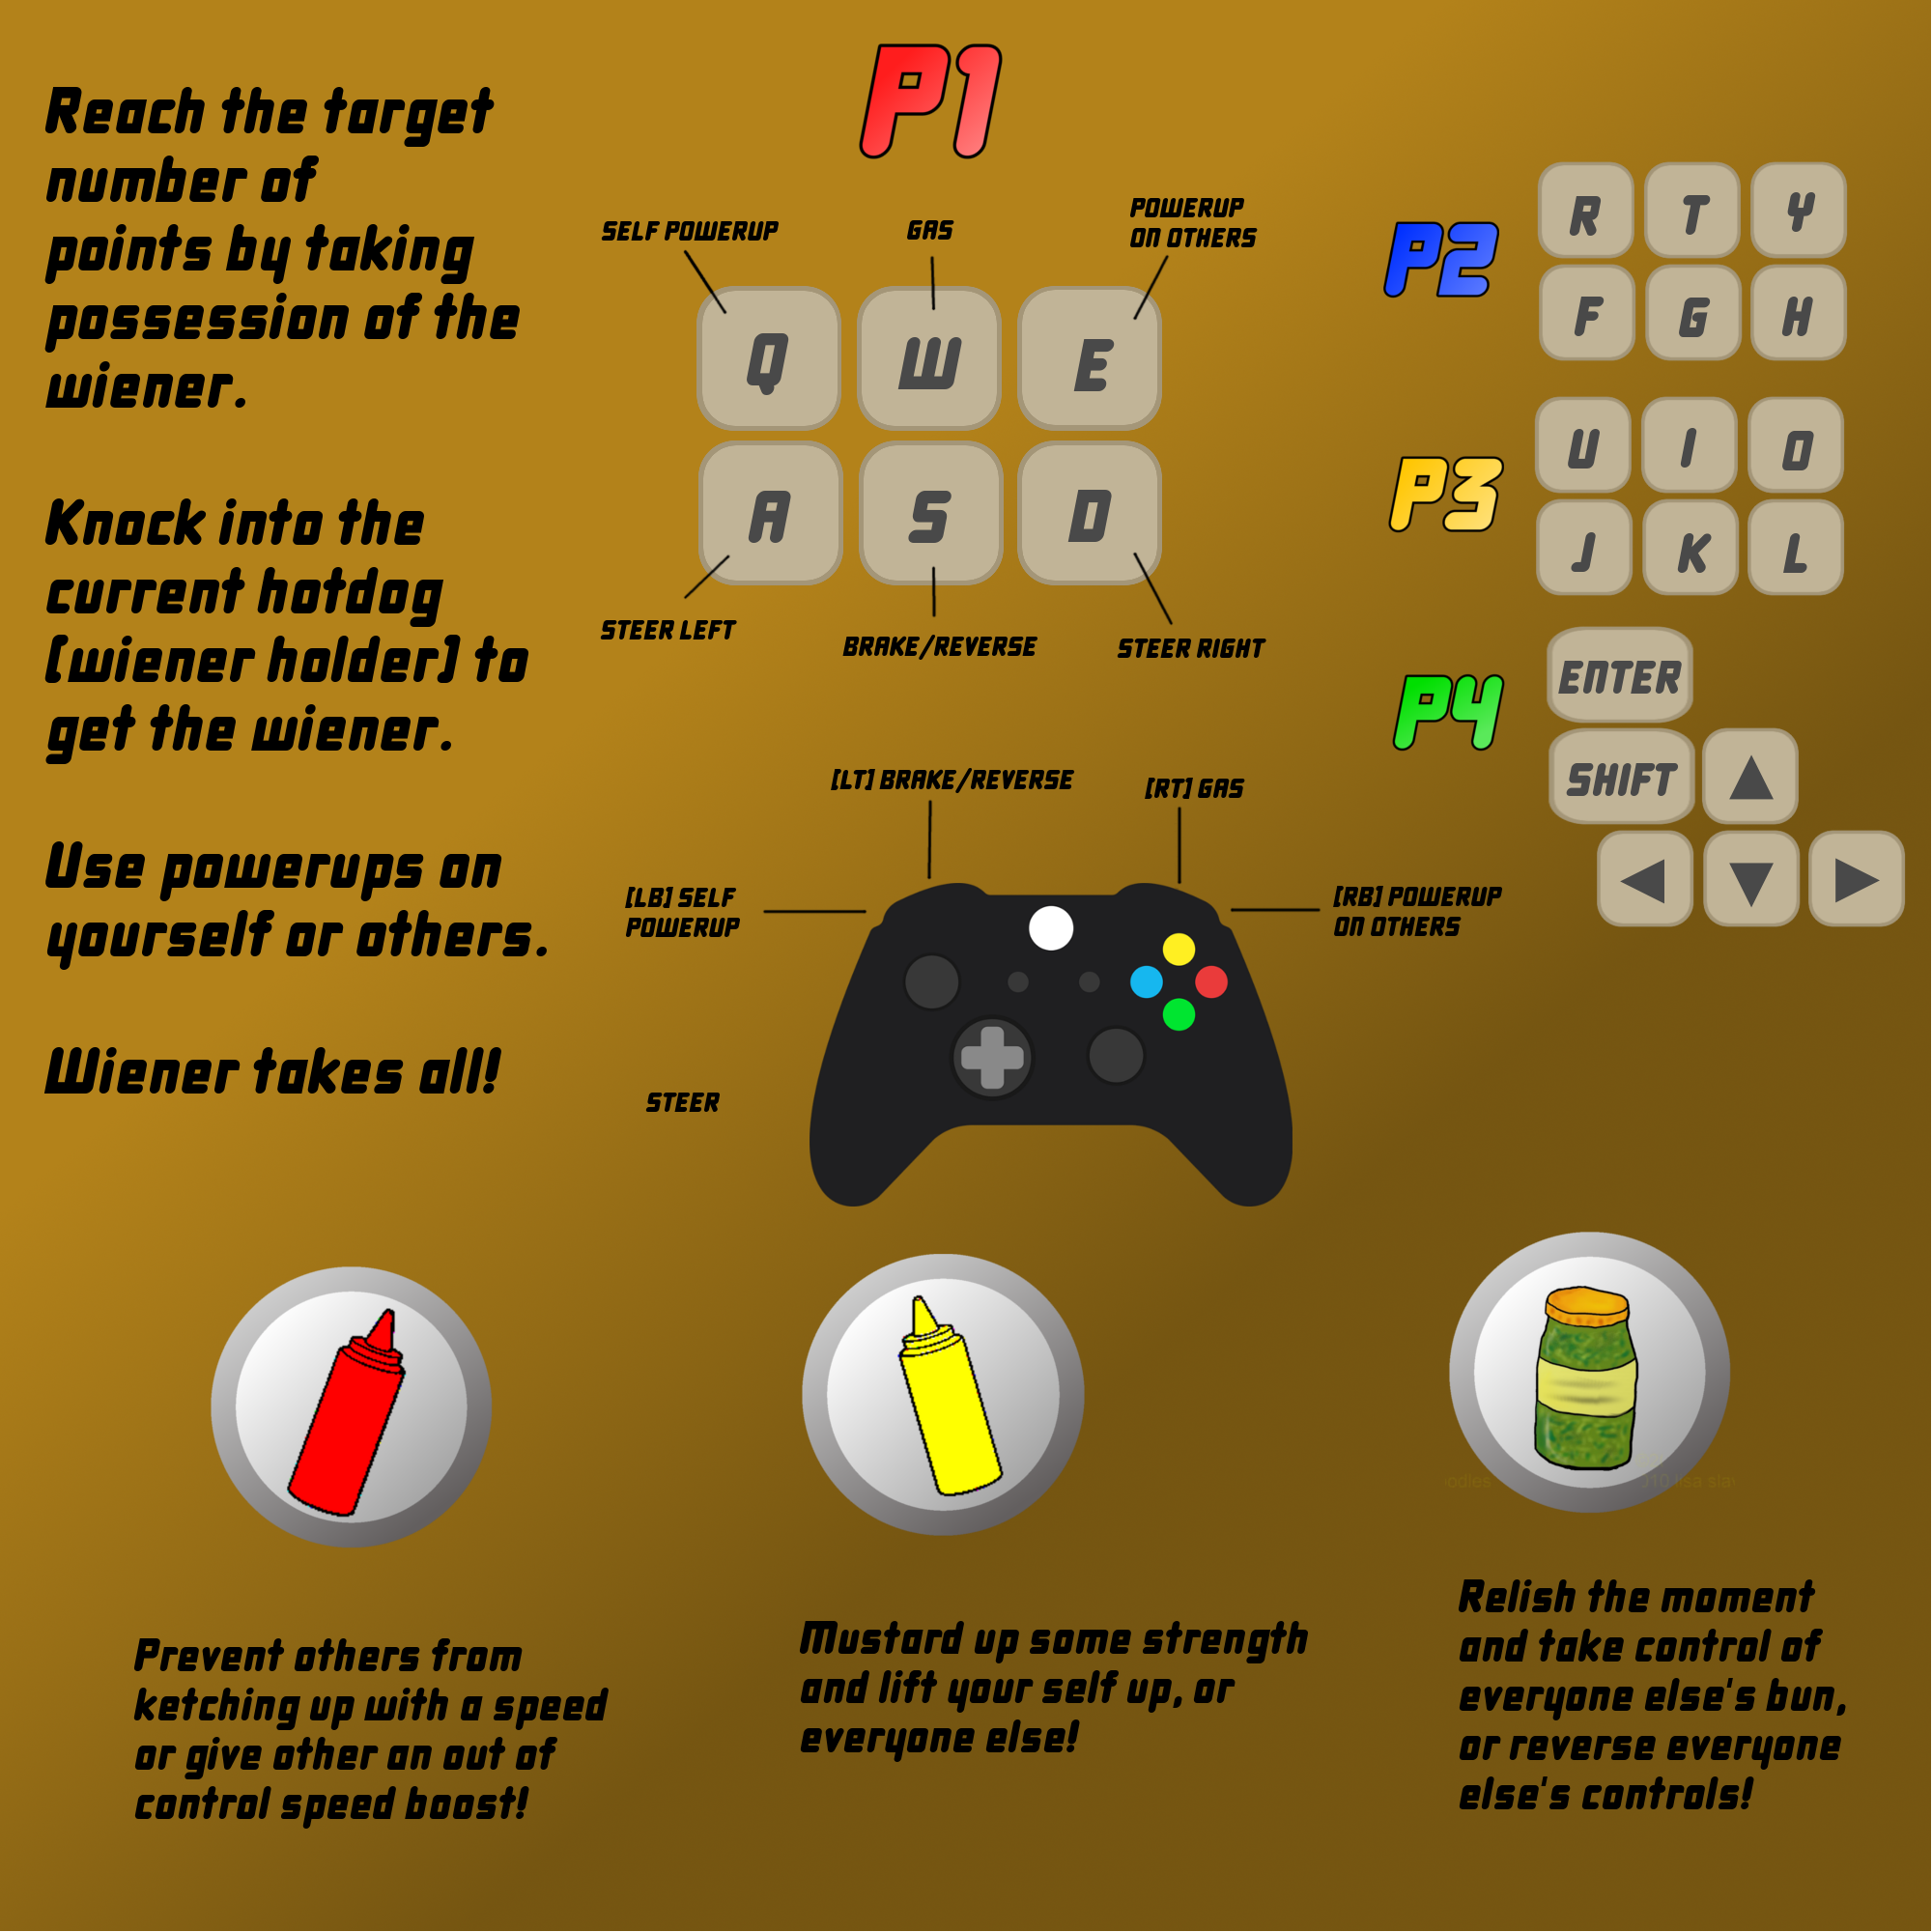 Reach the target
number of
points by taking
possession of the
wiener.
Knock into the
current hotdog
(wiener holder) to
get the wiener.
Use powerups on
yourself or others.
Wiener takes all!
P1
SELF POWERUP
GAS
POWERUP
ON OTHERS
Q W E
A S D
STEER LEFT
BRAKE/REVERSE
STEER RIGHT
P2
R T Y
F G H
P3
U I O
J K L
P4
ENTER
SHIFT
[LT] BRAKE/REVERSE
[RT] GAS
[LB] SELF
POWERUP
[RB] POWERUP
ON OTHERS
STEER
Prevent others from
ketching up with a speed
or give other an out of
control speed boost!
Mustard up some strength
and lift your self up, or
everyone else!
Relish the moment
and take control of
everyone else's bun,
or reverse everyone
else's controls!